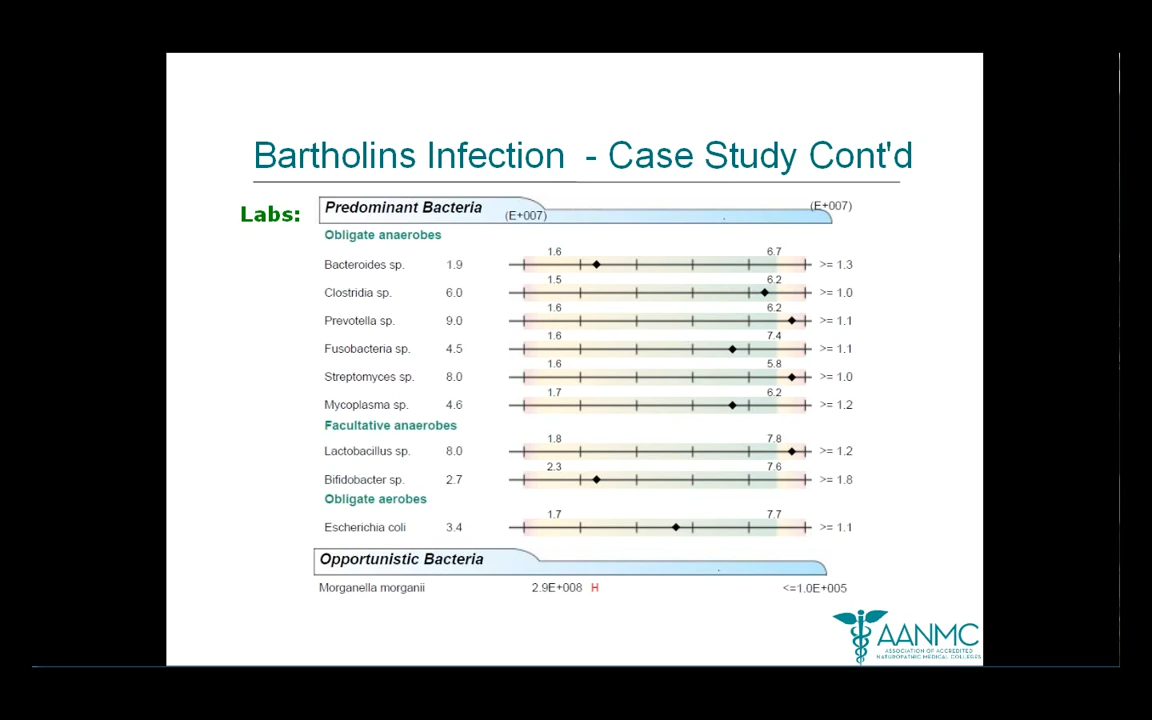 Bartholins Infection - Case Study Cont'd
Labs:
Predominant Bacteria
(E+007)
(E+007)
Obligate anaerobes
1.6 6.7
Bacteroides sp. 1.9 >= 1.3
1.5 6.2
Clostridia sp. 6.0 >= 1.0
1.6 6.2
Prevotella sp. 9.0 >= 1.1
1.6 7.4
Fusobacteria sp. 4.5 >= 1.1
1.6 5.8
Streptomyces sp. 8.0 >= 1.0
1.7 6.2
Mycoplasma sp. 4.6 >= 1.2
Facultative anaerobes
1.8 7.8
Lactobacillus sp. 8.0 >= 1.2
2.3 7.6
Bifidobacter sp. 2.7 >= 1.8
Obligate aerobes
1.7 7.7
Escherichia coli 3.4 >= 1.1
Opportunistic Bacteria
Morganella morganii 2.9E+008 H <=1.0E+005
AANMC
ASSOCIATION OF ACCREDITED
NATUROPATHIC MEDICAL COLLEGES